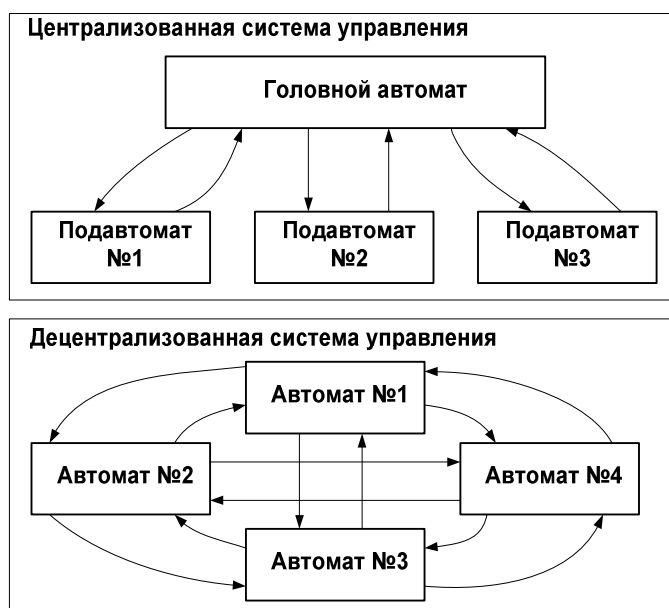 Централизованная система управления
Головной автомат
Подавтомат
№1
Подавтомат
№2
Подавтомат
№3
Децентрализованная система управления
Автомат №1
Автомат №2
Автомат №4
Автомат №3